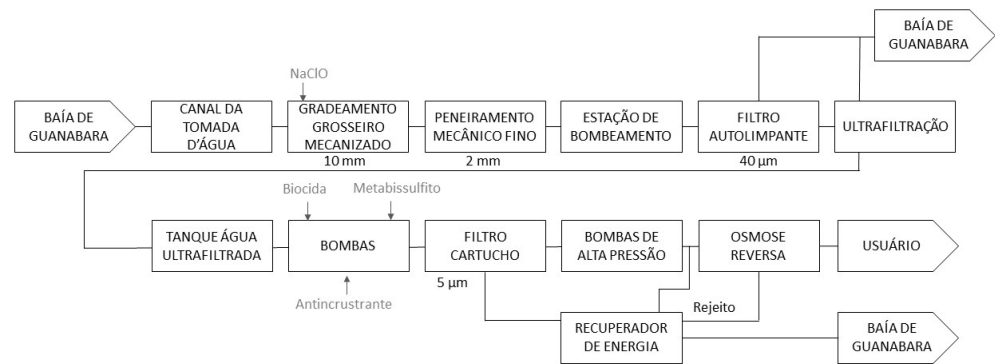 BAÍA DE
GUANABARA
NaClO
BAÍA DE
GUANABARA
CANAL DA
TOMADA
D'ÁGUA
GRADEAMENTO
GROSSEIRO
MECANIZADO
10 mm
PENEIRAMENTO
MECÂNICO FINO
2 mm
ESTAÇÃO DE
BOMBEAMENTO
FILTRO
AUTOLIMPANTE
40 µm
ULTRAFILTRAÇÃO
Biocida
Metabissulfito
TANQUE ÁGUA
ULTRAFILTRADA
BOMBAS
Antincrustrante
FILTRO
CARTUCHO
5 µm
BOMBAS DE
ALTA PRESSÃO
OSMOSE
REVERSA
USUÁRIO
Rejeito
RECUPERADOR
DE ENERGIA
BAÍA DE
GUANABARA